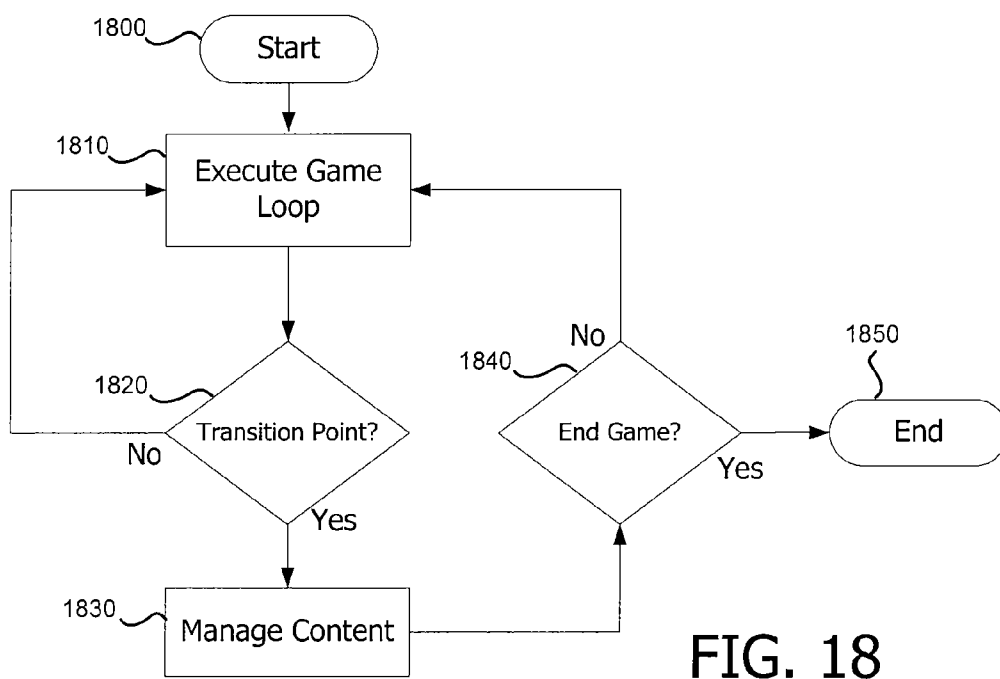 1800
Start
1810
Execute Game
Loop
1820
Transition Point?
No
Yes
1830
Manage Content
1840
No
End Game?
Yes
1850
End
FIG. 18